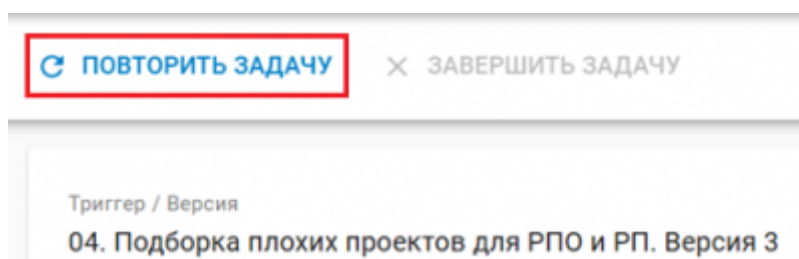 ПОВТОРИТЬ ЗАДАЧУ ЗАВЕРШИТЬ ЗАДАЧУ
Триггер / Версия
04. Подборка плохих проектов для РПО и РП. Версия 3